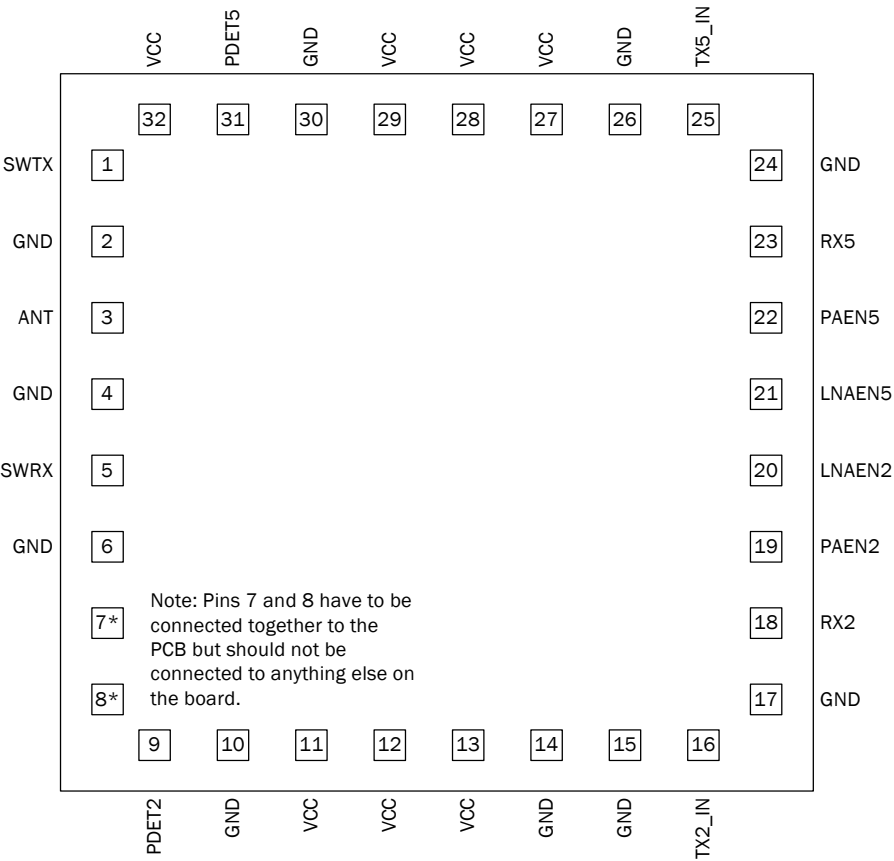 VCC PDET5 GND VCC VCC VCC GND TX5_IN
32 31 30 29 28 27 26 25
SWTX 1 24 GND
GND 2 23 RX5
ANT 3 22 PAEN5
GND 4 21 LNAEN5
SWRX 5 20 LNAEN2
GND 6 19 PAEN2
7* 18 RX2
8* 17 GND
Note: Pins 7 and 8 have to be
connected together to the
PCB but should not be
connected to anything else on
the board.
9 10 11 12 13 14 15 16
PDET2 GND VCC VCC VCC GND GND TX2_IN